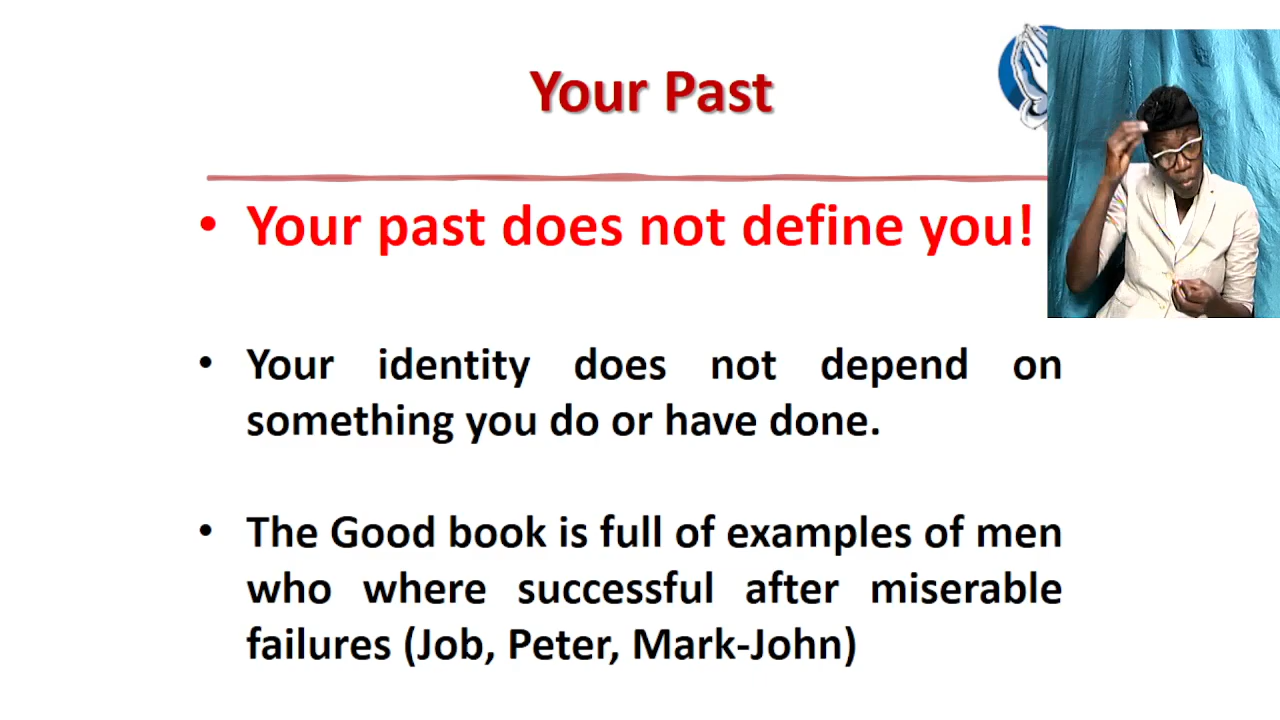 Your Past
• Your past does not define you!
• Your identity does not depend on
something you do or have done.
• The Good book is full of examples of men
who where successful after miserable
failures (Job, Peter, Mark-John)